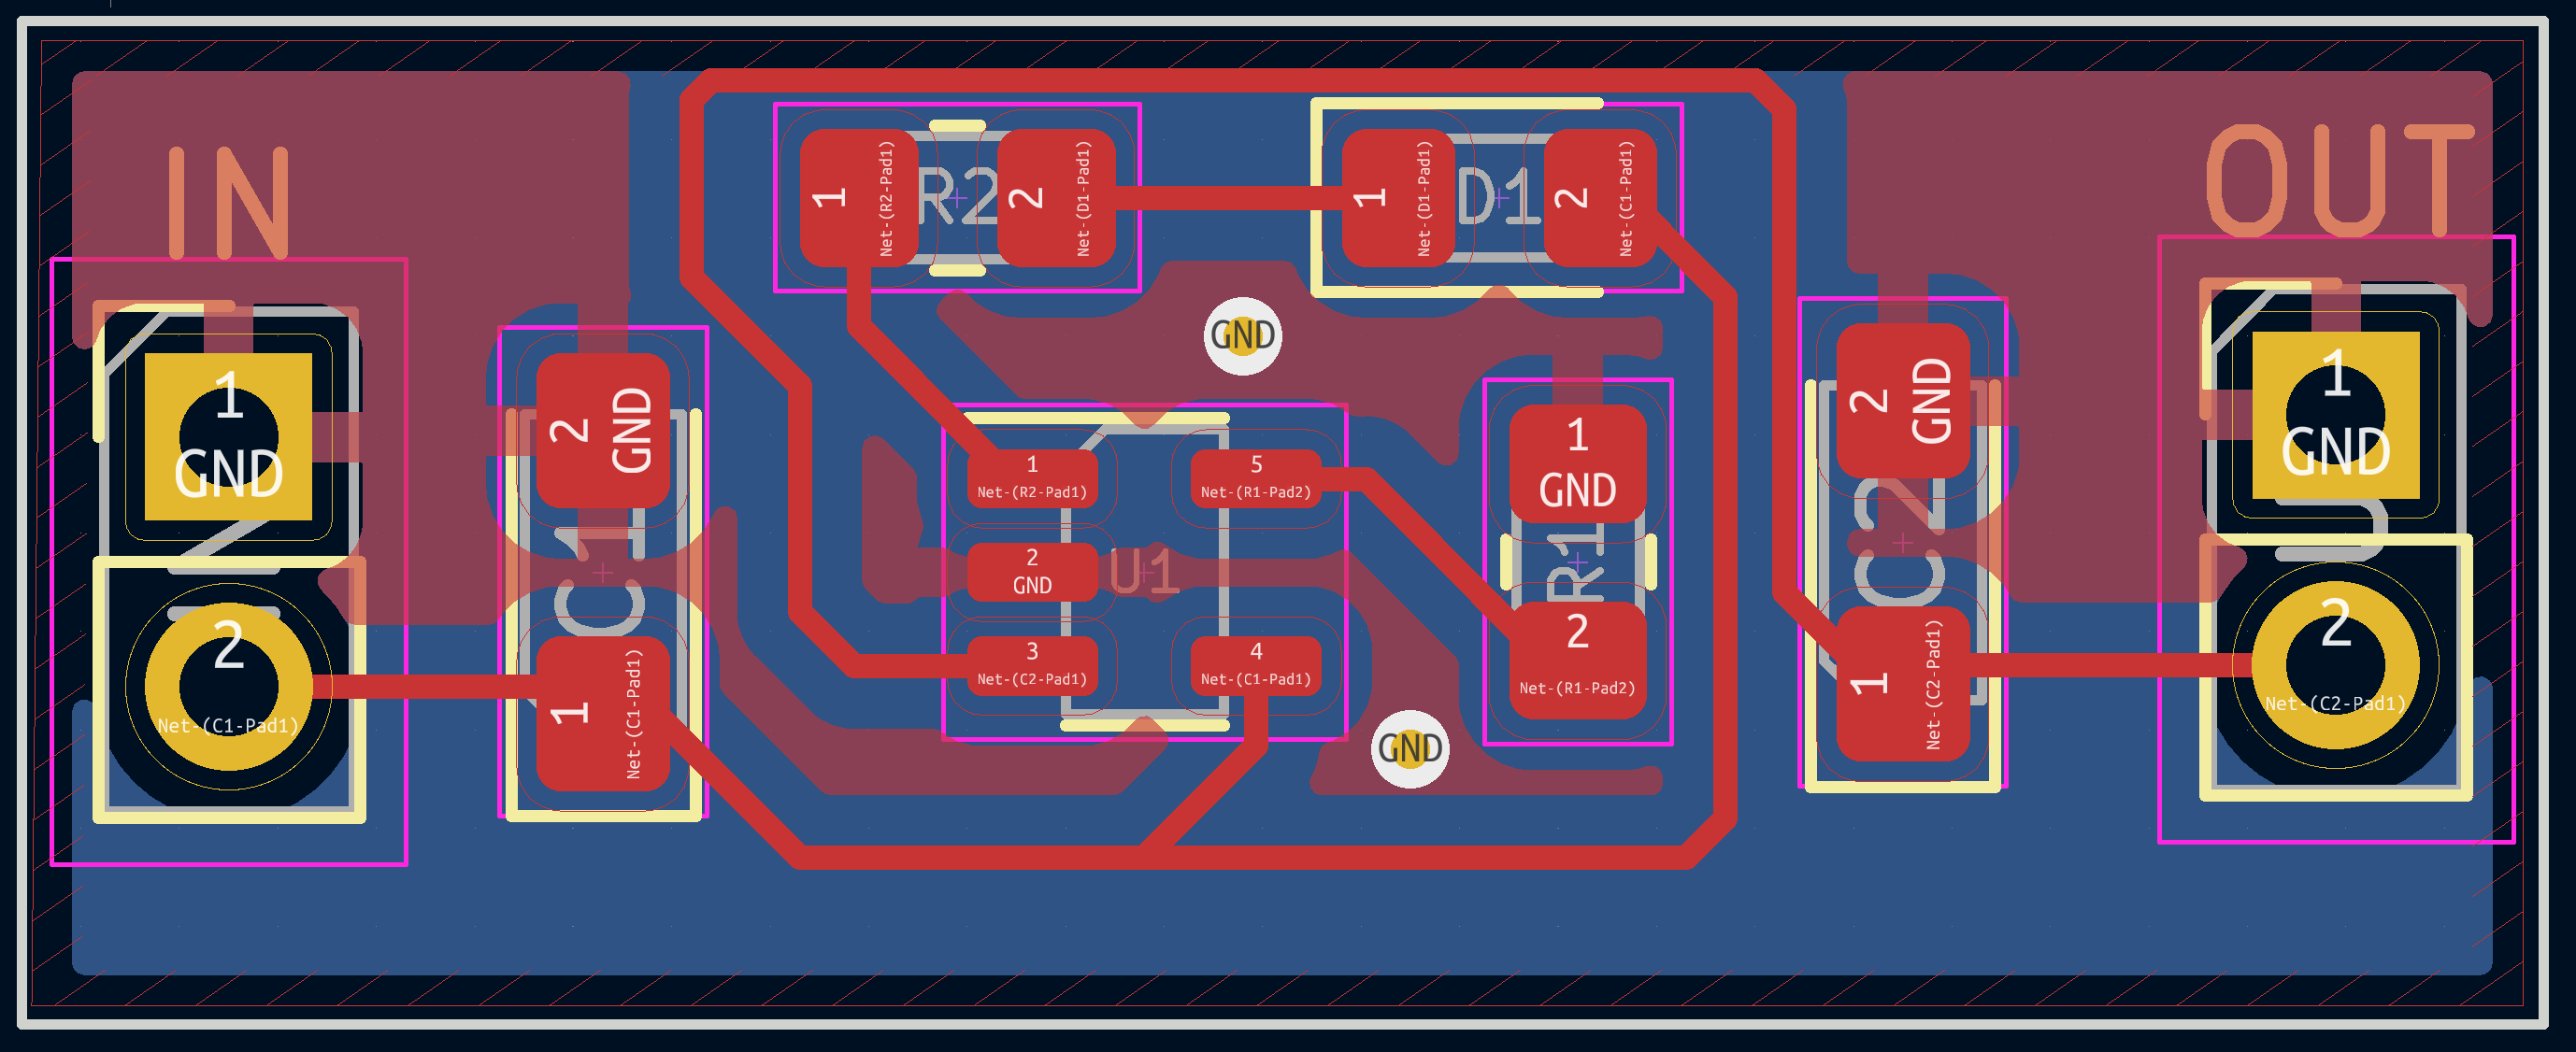 IN
OUT
1
Net-(R2-Pad1)
R2
2
Net-(D1-Pad1)
1
Net-(D1-Pad1)
D1
2
Net-(C1-Pad1)
GND
1
GND
2
GND
C1
1
Net-(C1-Pad1)
2
Net-(C1-Pad1)
1
Net-(R2-Pad1)
2
GND
3
Net-(C2-Pad1)
U1
5
Net-(R1-Pad2)
4
Net-(C1-Pad1)
GND
1
GND
R1
2
Net-(R1-Pad2)
2
GND
C2
1
Net-(C2-Pad1)
1
GND
2
Net-(C2-Pad1)